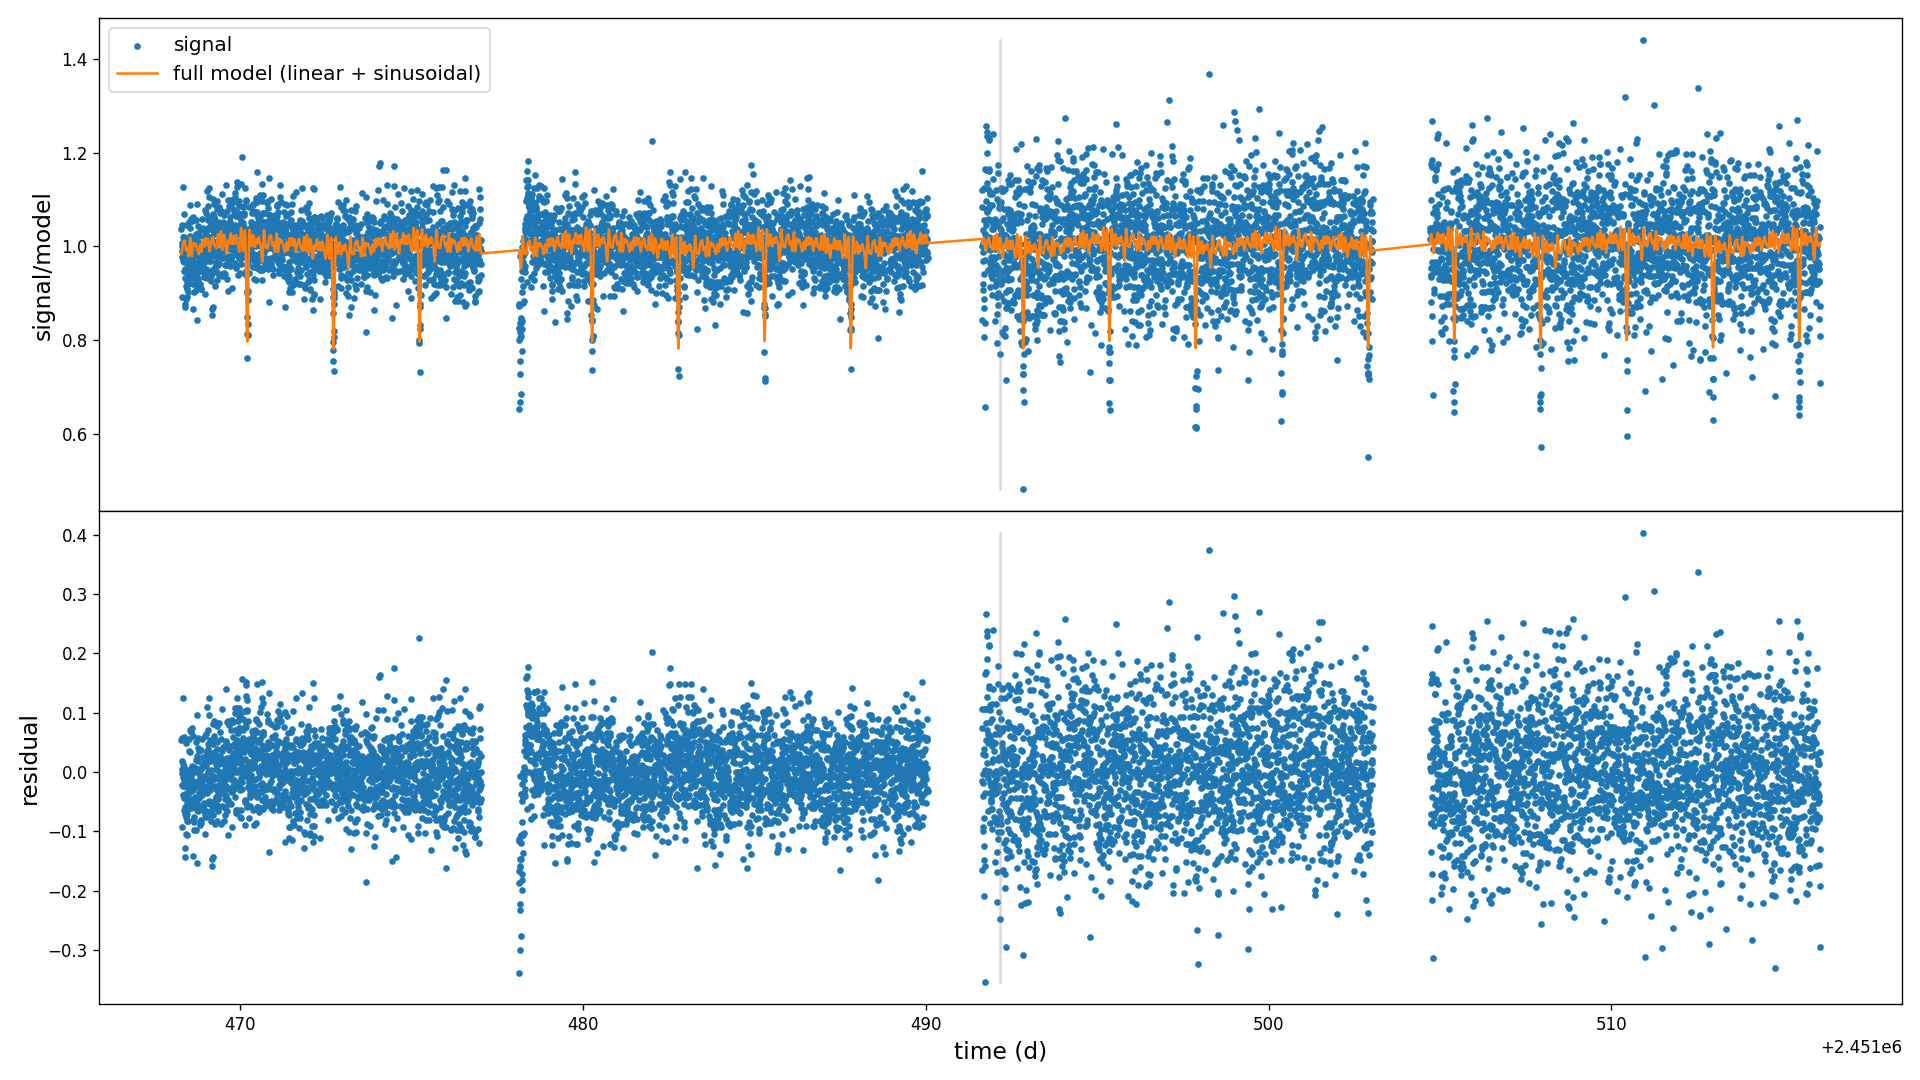 signal
full model (linear + sinusoidal)
signal/model
1.4
1.2
1.0
0.8
0.6
residual
0.4
0.3
0.2
0.1
0.0
−0.1
−0.2
−0.3
470 480 490 500 510
time (d)
+2.451e6